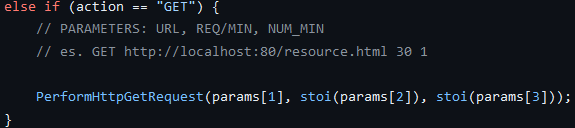 else if (action == "GET") {
// PARAMETERS: URL, REQ/MIN, NUM_MIN
// es. GET http://localhost:80/resource.html 30 1
PerformHttpGetRequest(params[1], stoi(params[2]), stoi(params[3]));
}